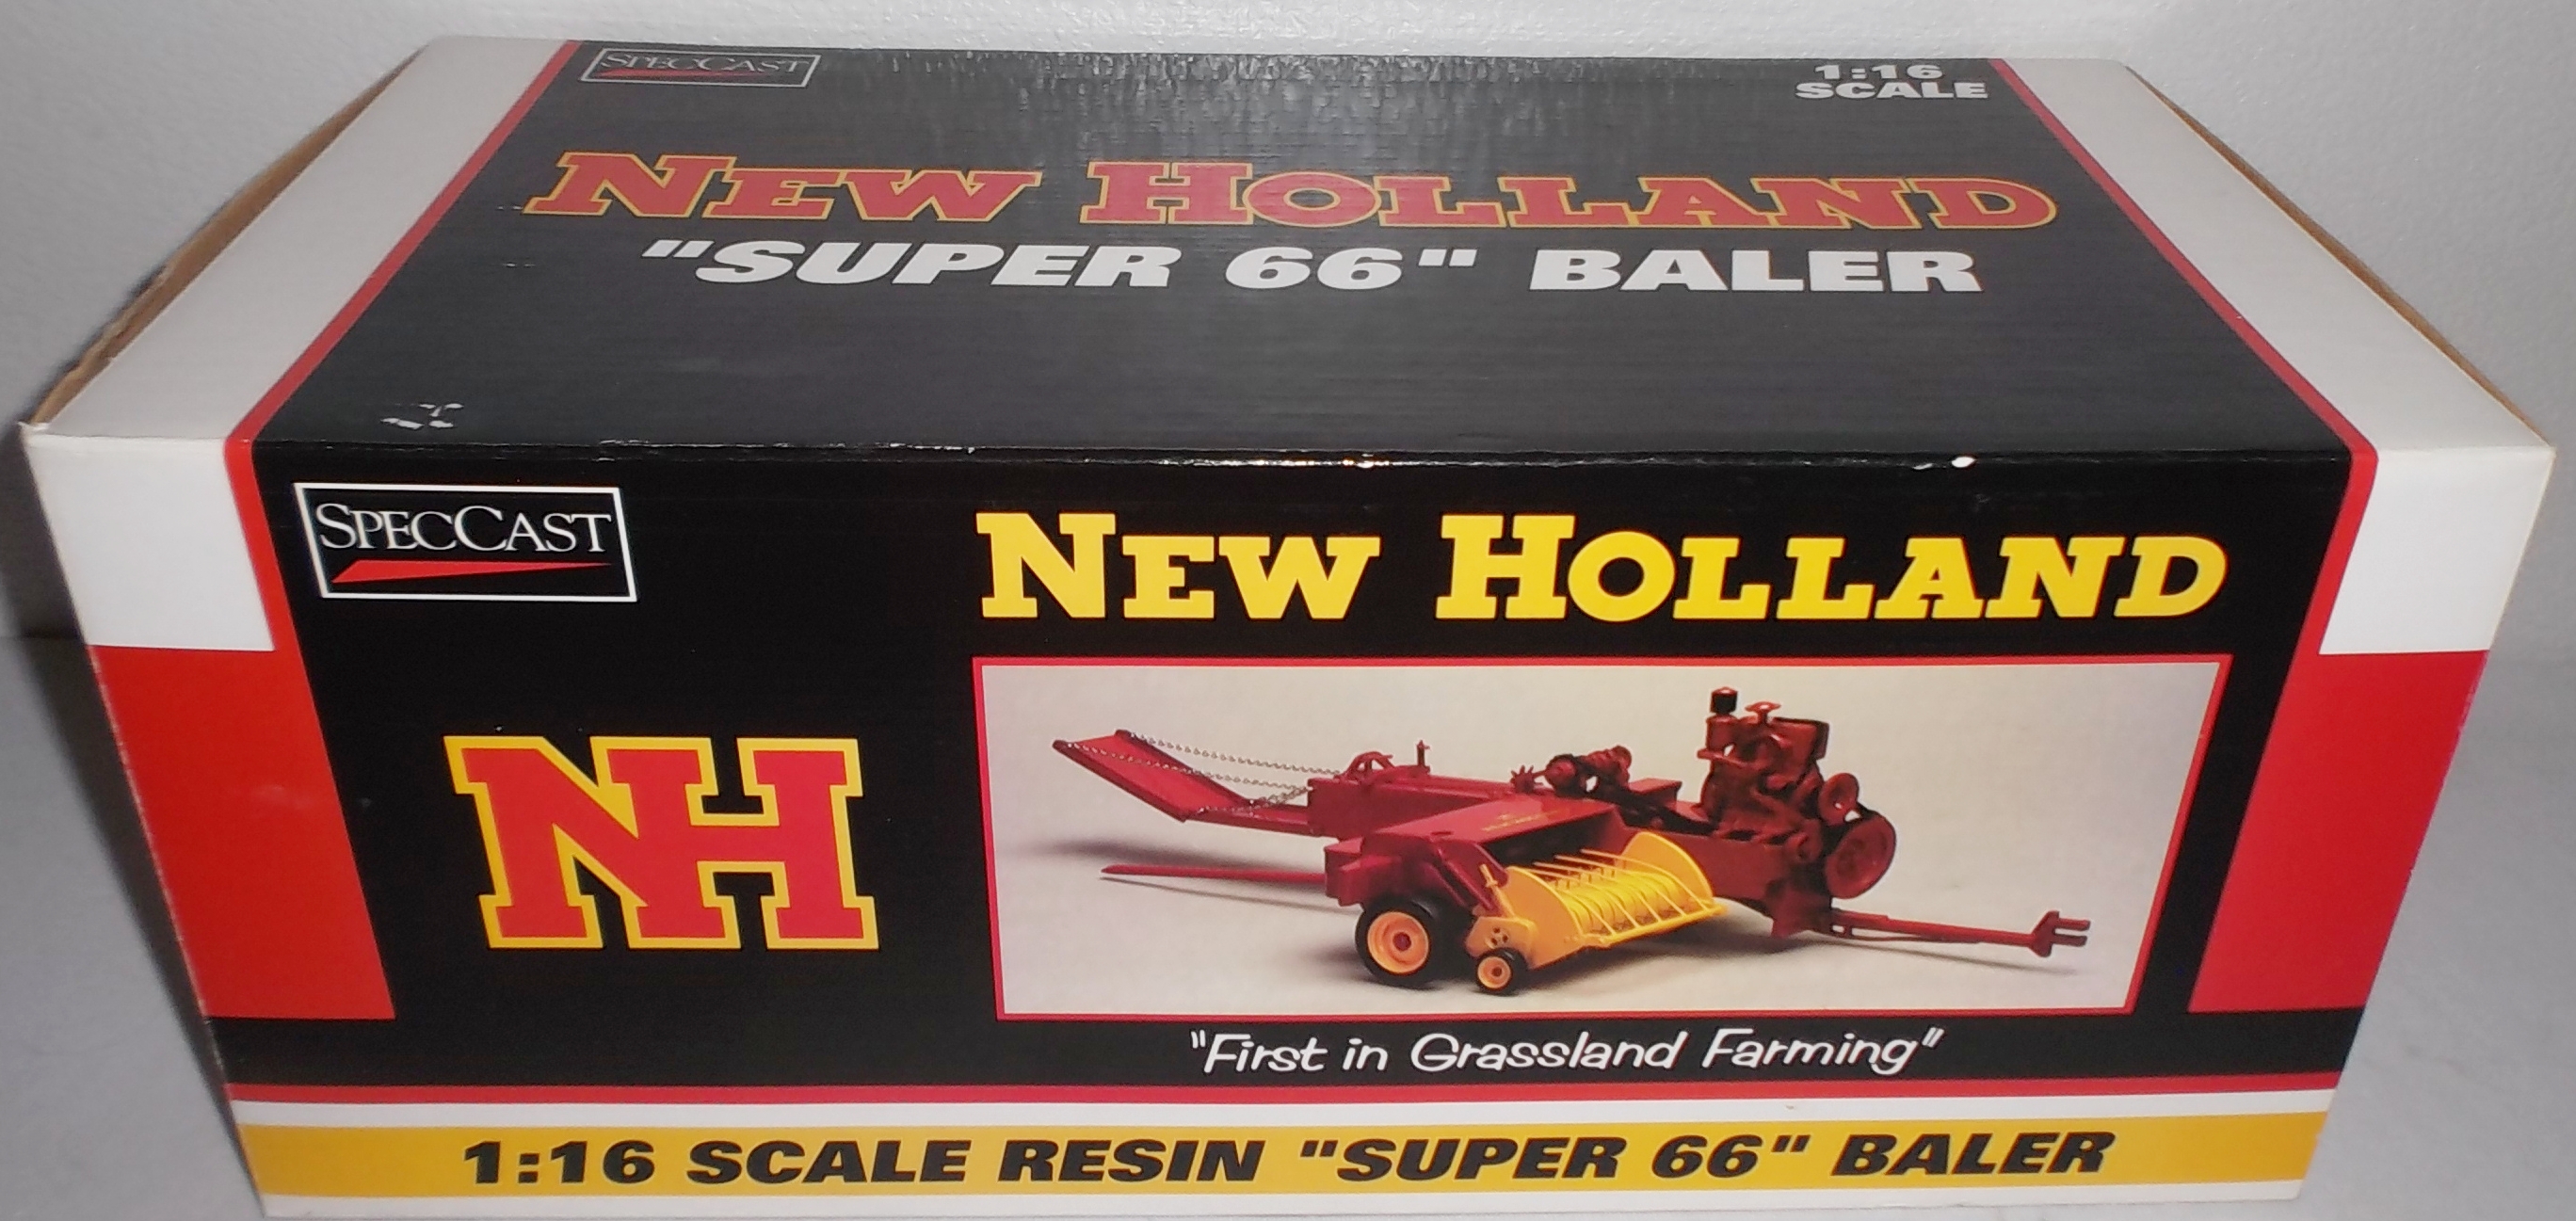 SPECCAST
1:16
SCALE
NEW HOLLAND
"SUPER 66" BALER
SPECCAST
NEW HOLLAND
NH
"First in Grassland Farming"
1:16 SCALE RESIN "SUPER 66" BALER